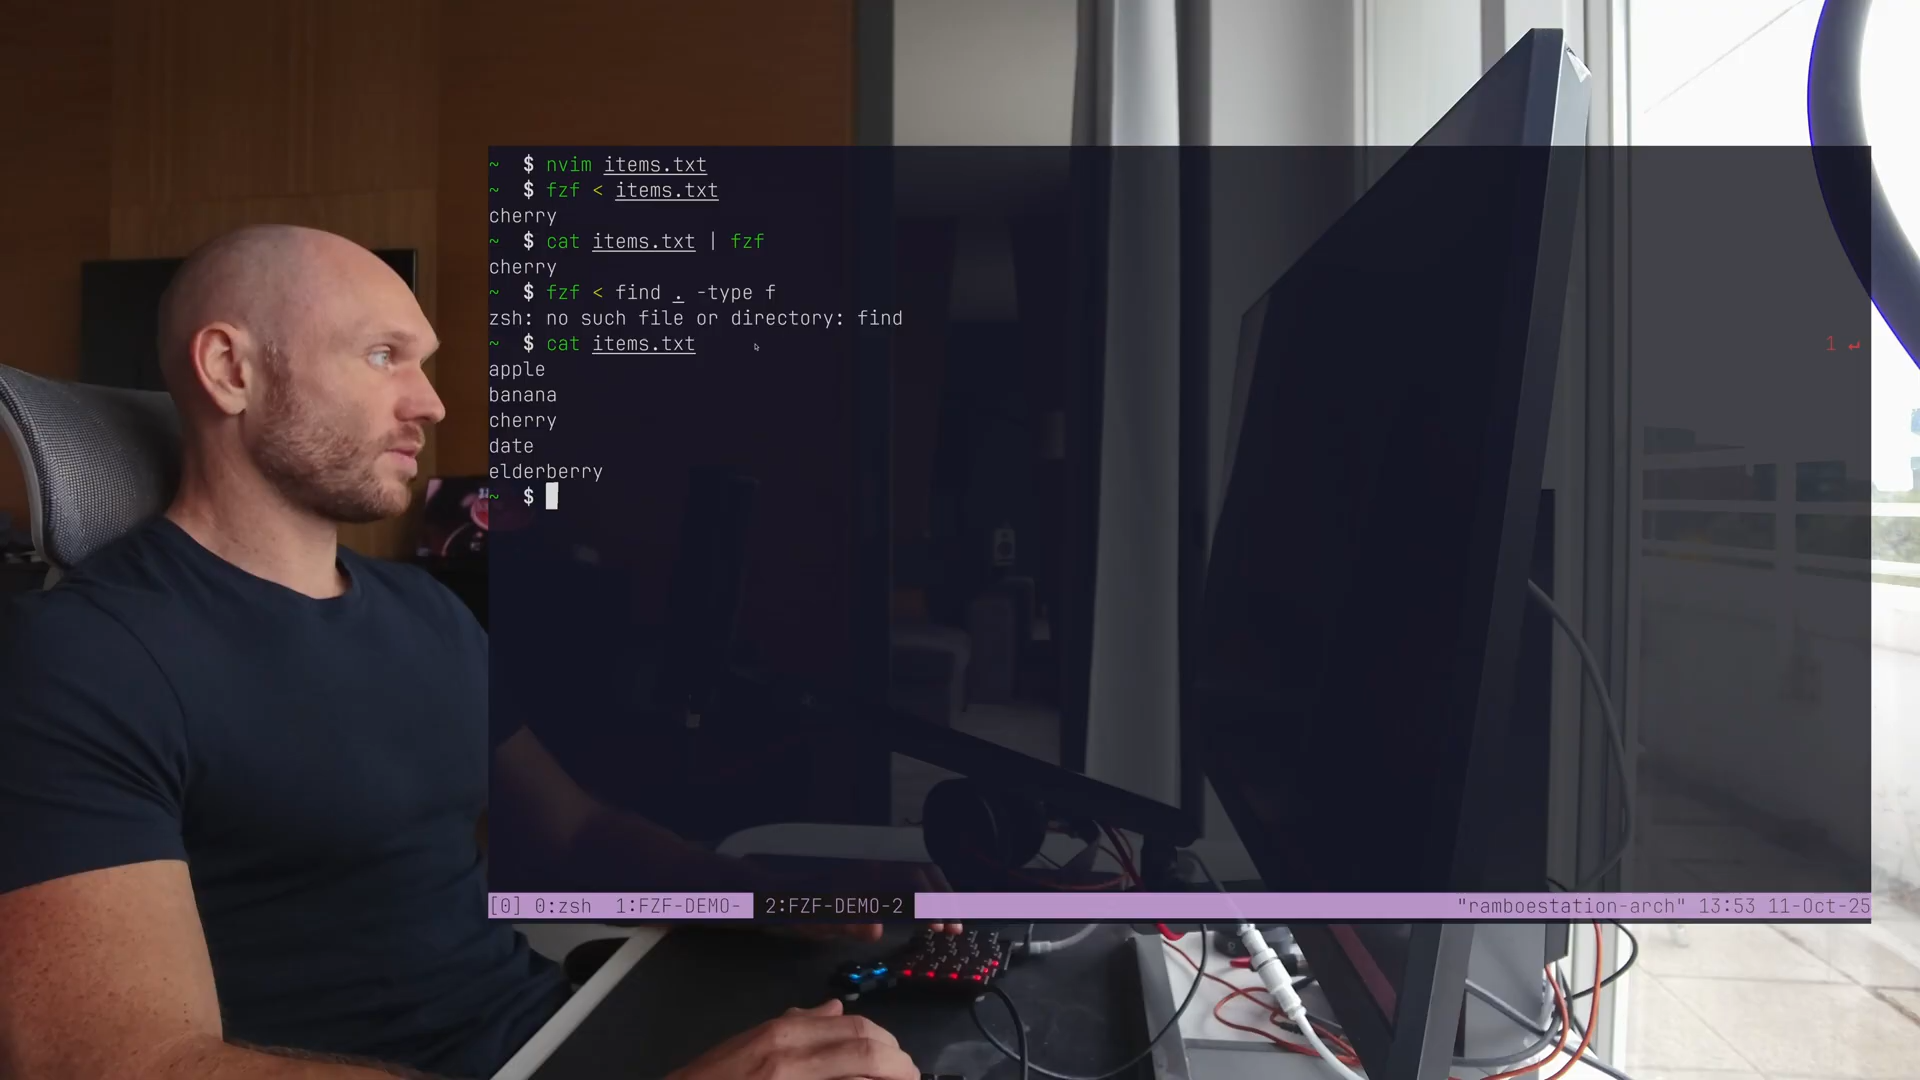 ~ $ nvim items.txt
~ $ fzf < items.txt
cherry
~ $ cat items.txt | fzf
cherry
~ $ fzf < find . -type f
zsh: no such file or directory: find
~ $ cat items.txt 1 ↵
apple
banana
cherry
date
elderberry
~ $
[0] 0:zsh 1:FZF-DEMO- 2:FZF-DEMO-2 "ramboestation-arch" 13:53 11-Oct-25